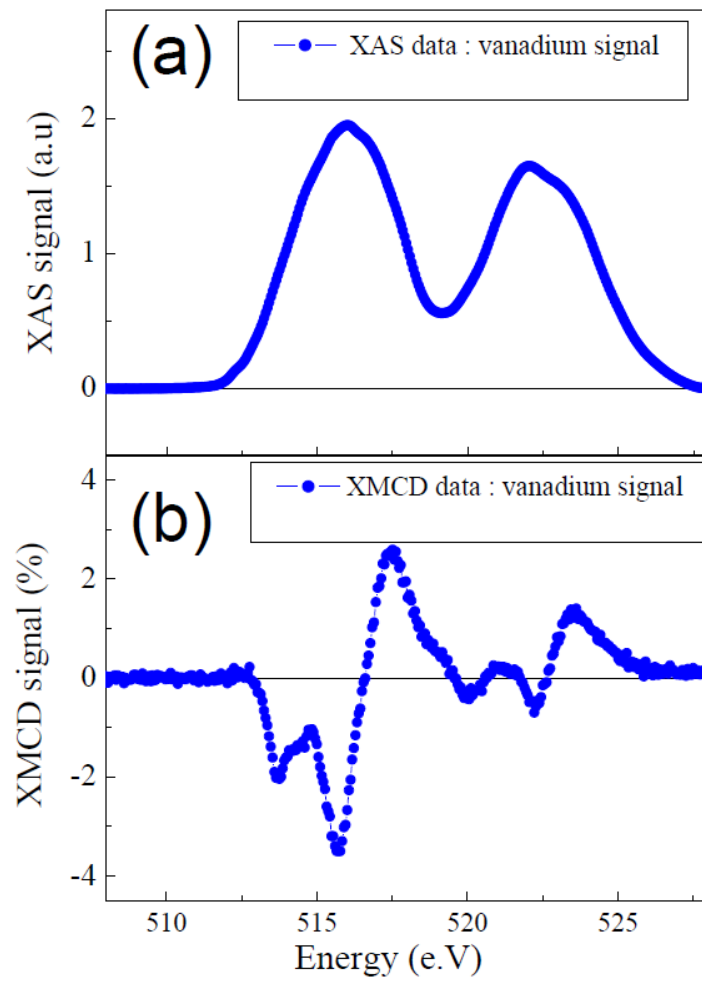 (a)
XAS data : vanadium signal
XAS signal (a.u)
2
1
0
(b)
XMCD data : vanadium signal
XMCD signal (%)
4
2
0
-2
-4
510 515 520 525
Energy (e.V)